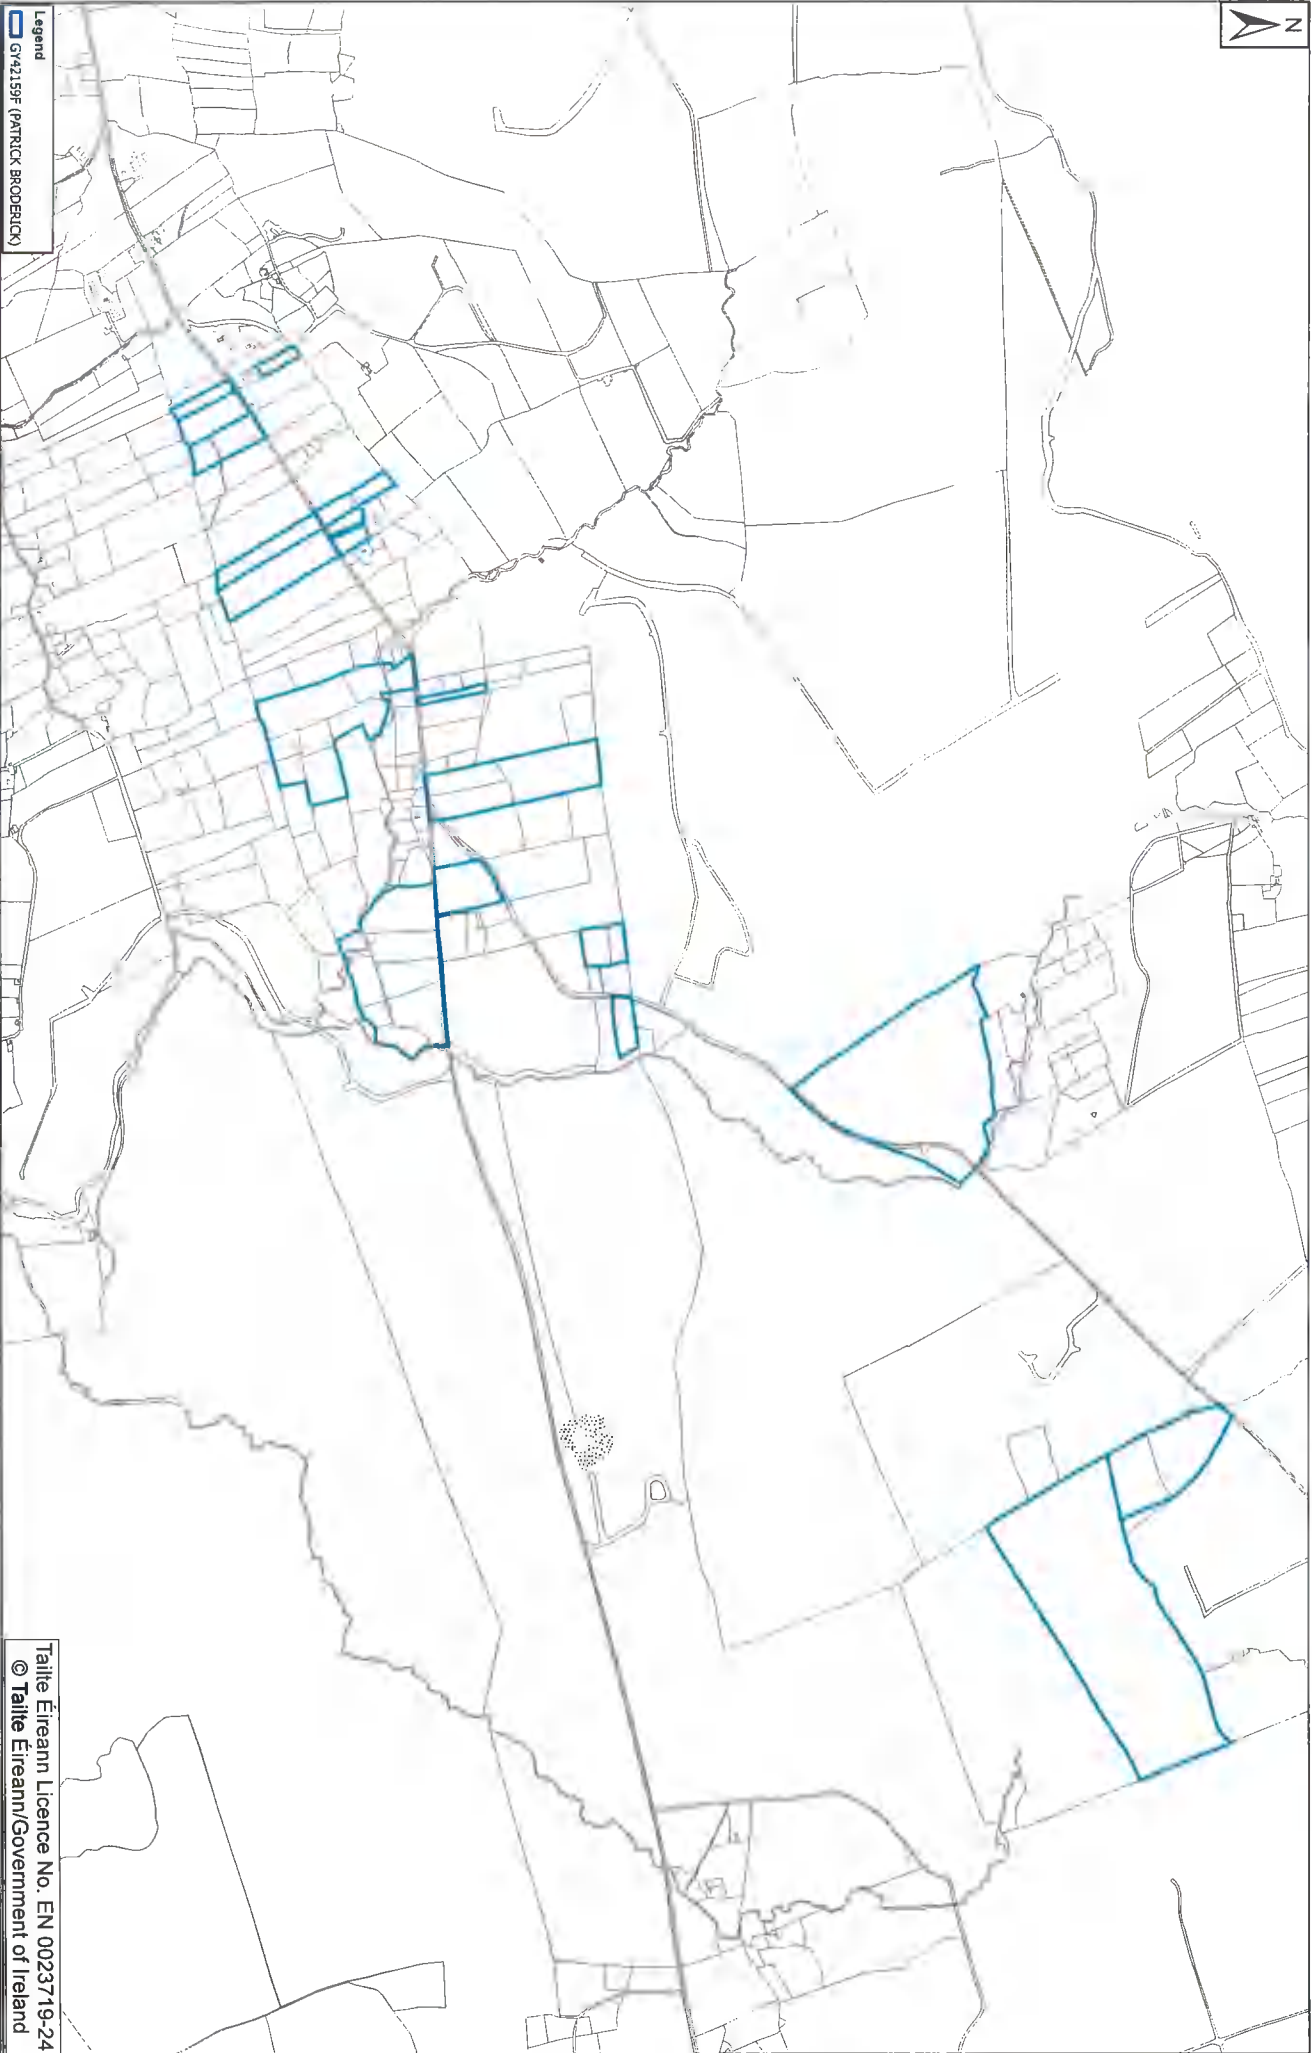 N
Legend
GY42159F (PATRICK BRODERICK)
Tailte Éireann Licence No. EN 0023719-24
© Tailte Éireann/Government of Ireland